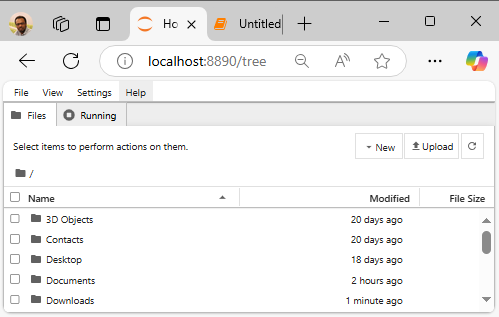 Ho
Untitled
localhost:8890/tree
File View Settings Help
Files Running
Select items to perform actions on them.
New Upload
/
Name Modified File Size
3D Objects 20 days ago
Contacts 20 days ago
Desktop 18 days ago
Documents 2 hours ago
Downloads 1 minute ago